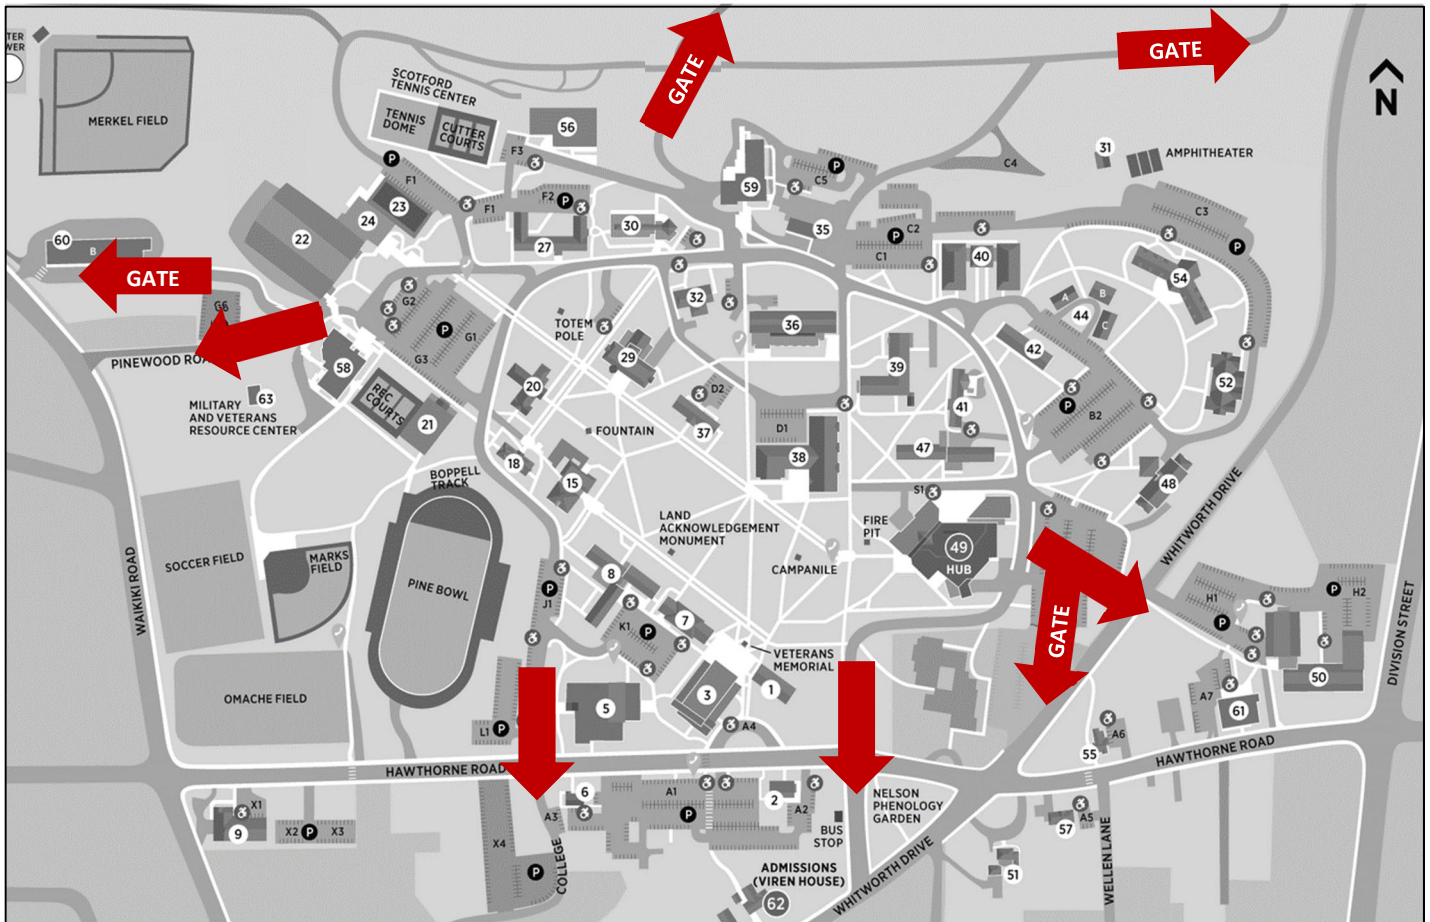 TER
WER
MERKEL FIELD
SCOTFORD
TENNIS CENTER
TENNIS
DOME
CUTTER
COURTS
56
GATE
GATE
N
F3
P
F1
23
24
F1
F2
P
27
30
59
C5
P
35
C4
31
AMPHITHEATER
C3
P
C2
P
C1
40
54
22
60
B
GATE
G6
PINEWOOD RO
G2
P
G1
G3
TOTEM
POLE
32
36
29
20
D2
37
39
42
A
B
C
44
52
41
P
B2
58
63
MILITARY
AND VETERANS
RESOURCE CENTER
REC
COURTS
21
FOUNTAIN
D1
38
47
18
15
BOPPELL
TRACK
S1
48
WHITWORTH DRIVE
LAND
ACKNOWLEDGEMENT
MONUMENT
FIRE
PIT
49
HUB
CAMPANILE
SOCCER FIELD
MARKS
FIELD
PINE BOWL
WAIKIKI ROAD
P
J1
8
K1
P
7
VETERANS
MEMORIAL
GATE
H1
P
P
H2
DIVISION STREET
OMACHE FIELD
L1
P
5
3
1
A4
50
A7
61
A6
55
HAWTHORNE ROAD
HAWTHORNE ROAD
X1
9
X2
P
X3
X4
P
A3
COLLEGE
6
A1
P
2
A2
BUS
STOP
NELSON
PHENOLOGY
GARDEN
WHITWORTH DRIVE
57
A5
51
WELLEN LANE
ADMISSIONS
(VIREN HOUSE)
62